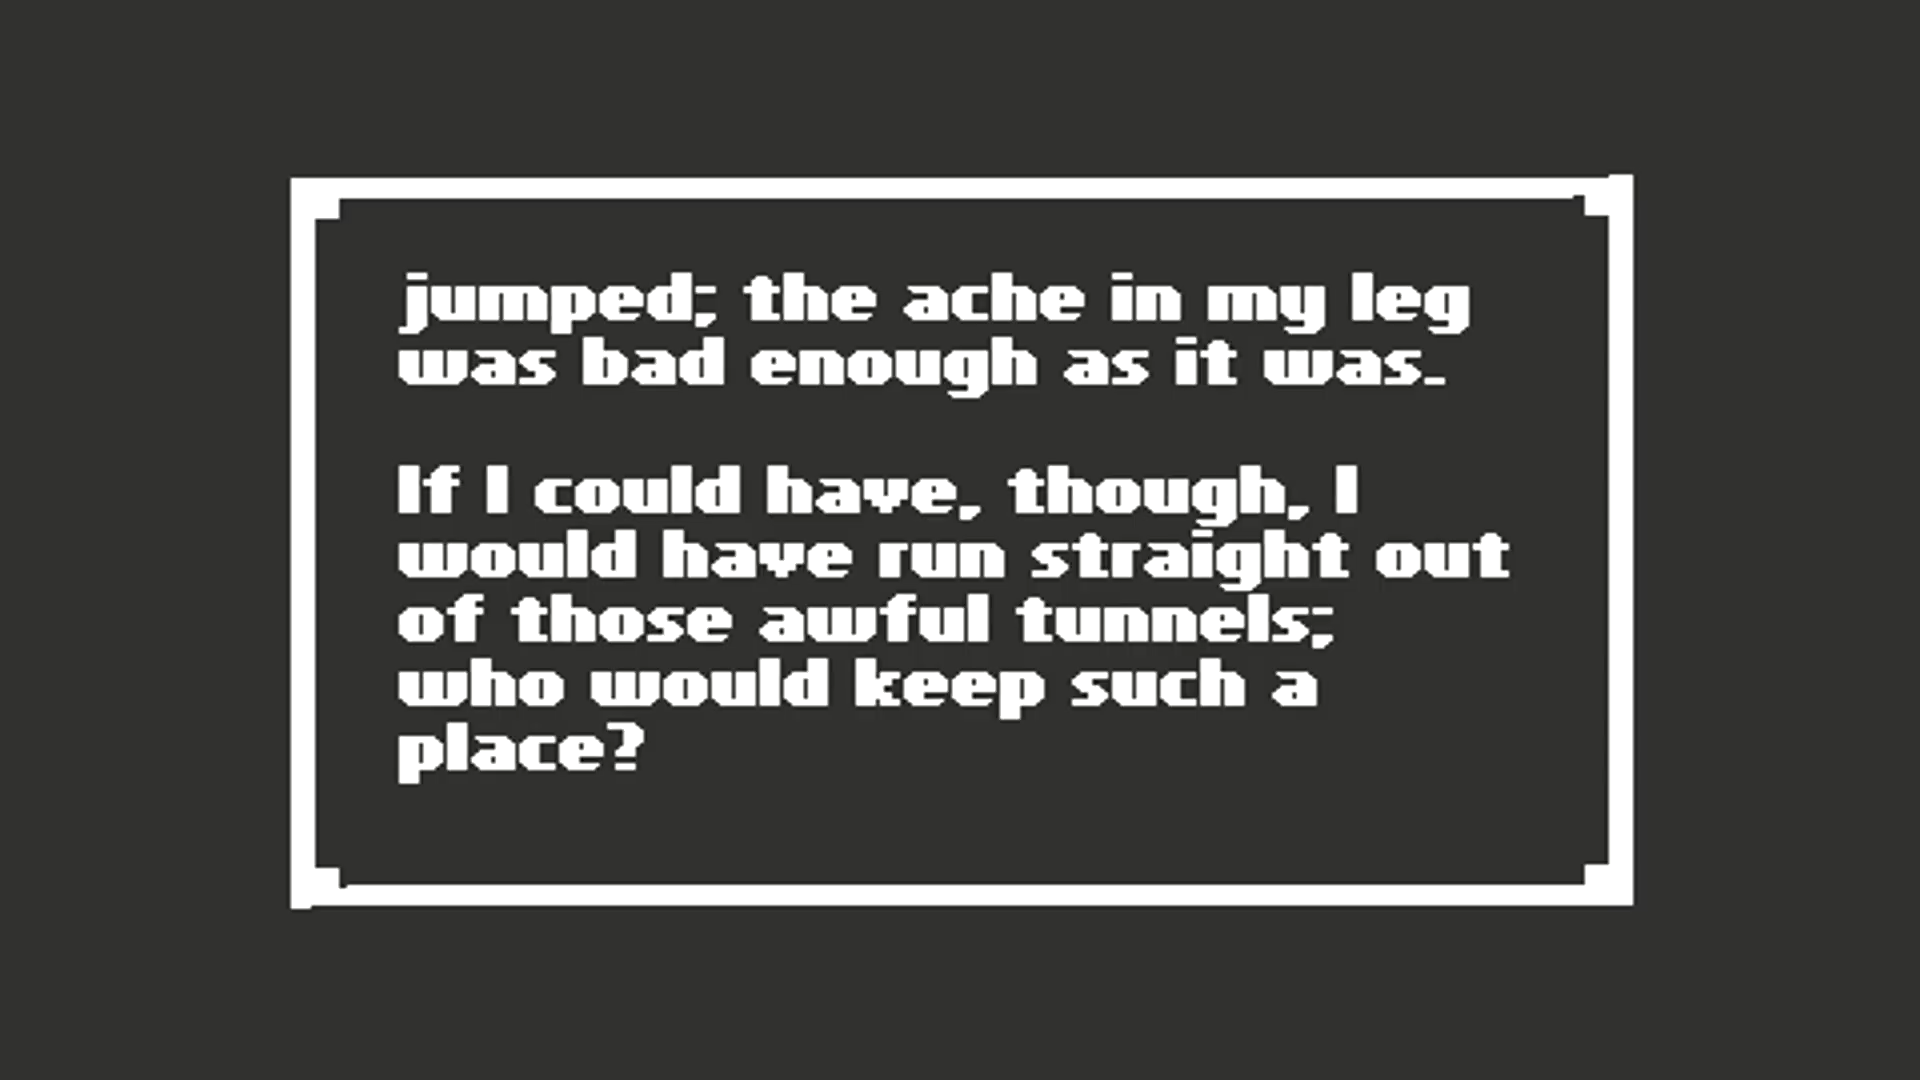 jumped; the ache in my leg
was bad enough as it was.
If I could have, though, I
would have run straight out
of those awful tunnels;
who would keep such a
place?